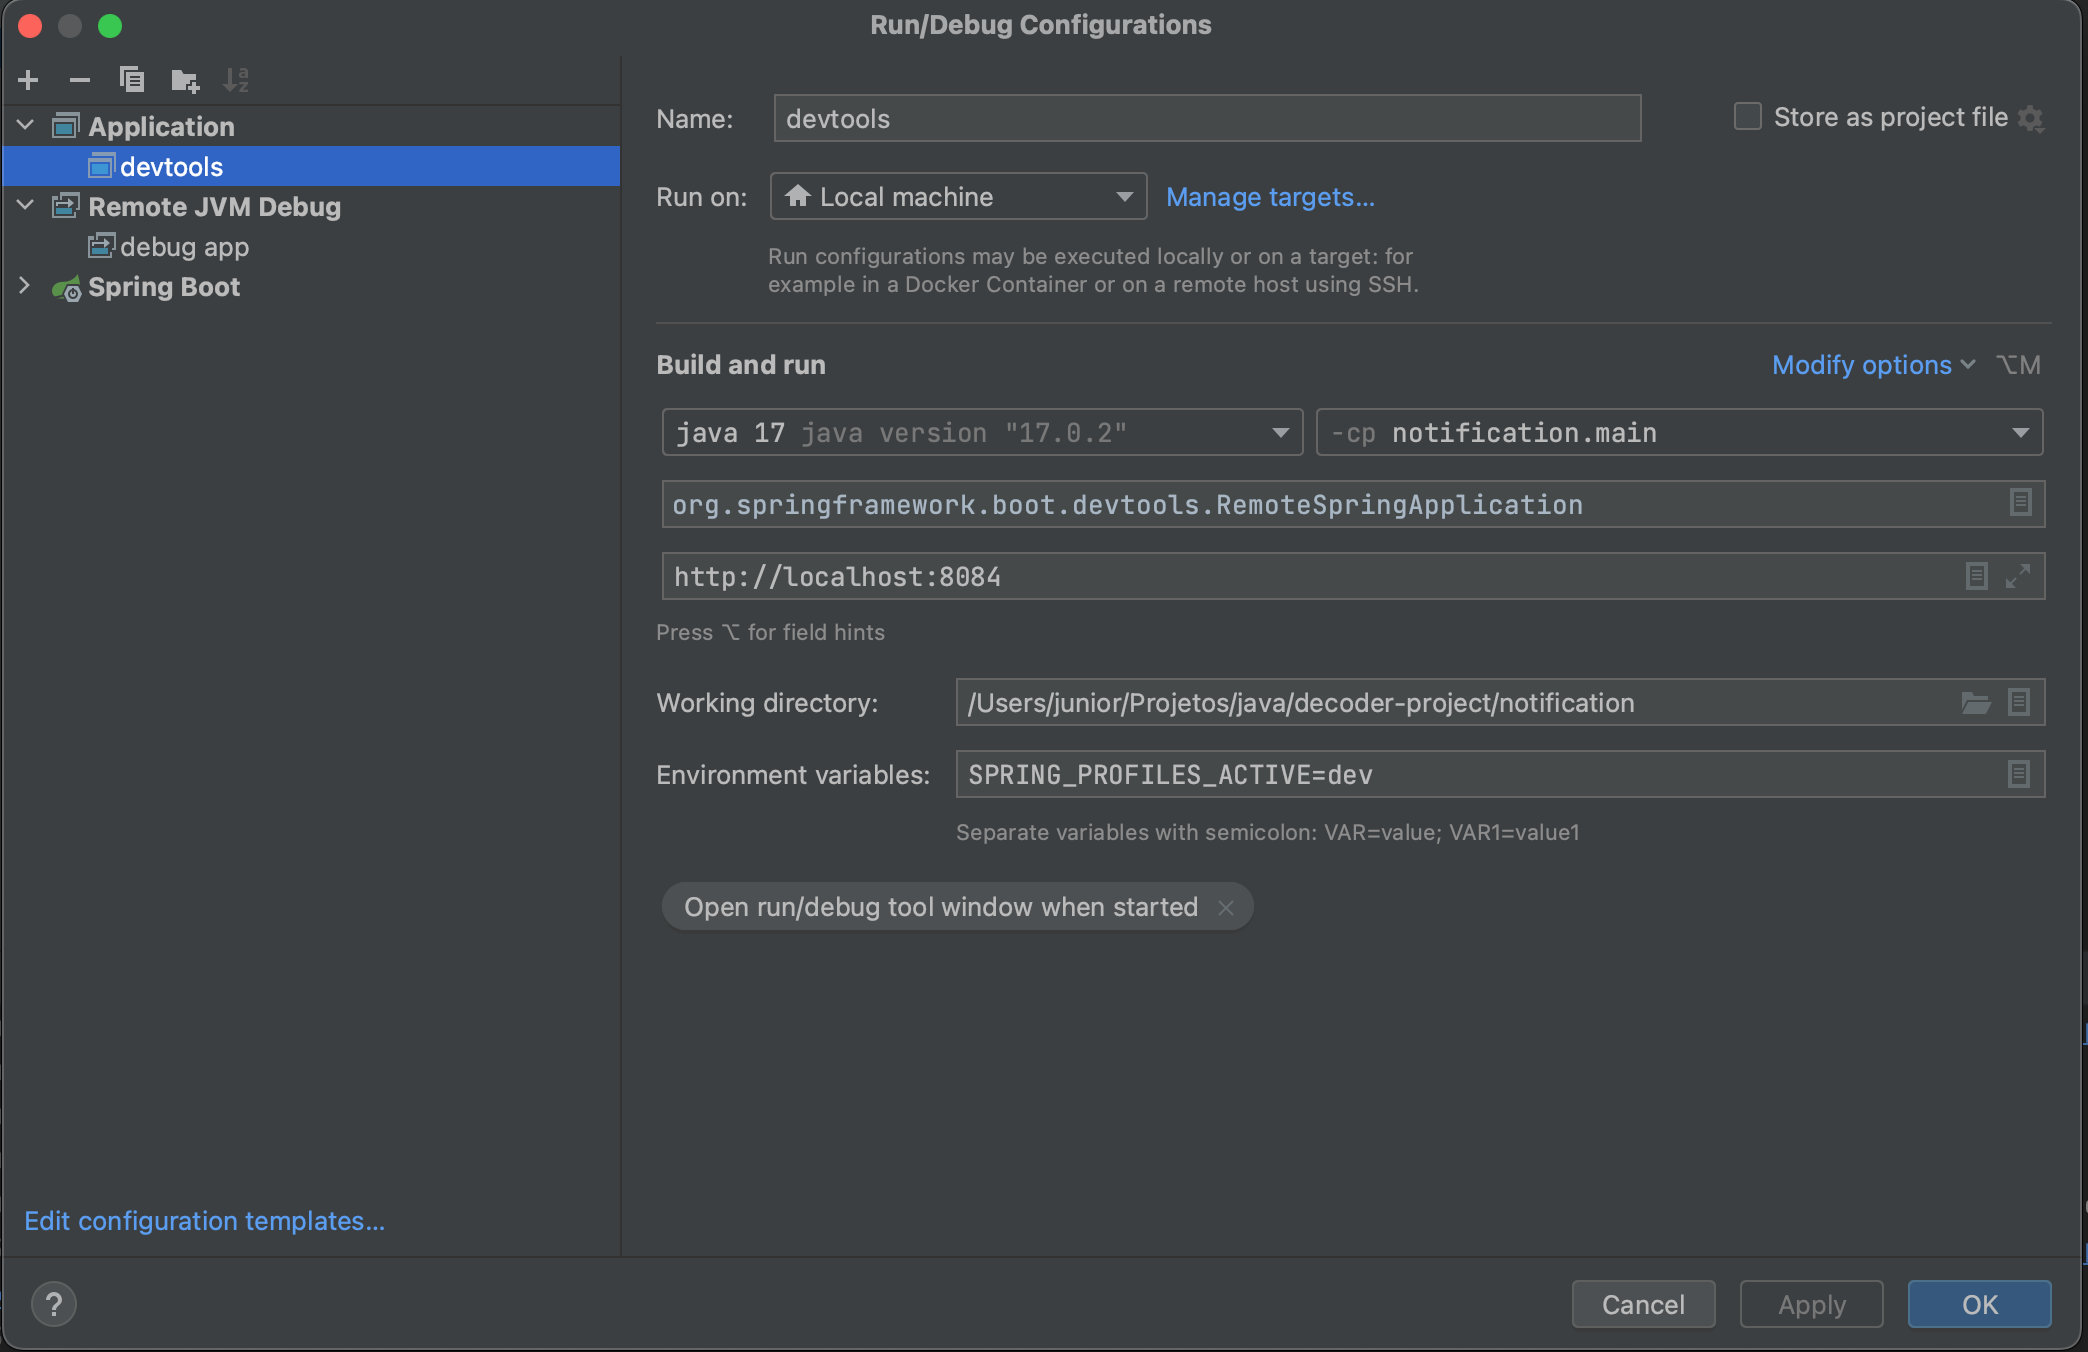 Run/Debug Configurations
Application
devtools
Remote JVM Debug
debug app
Spring Boot
Edit configuration templates...
Name: devtools
Store as project file
Run on: Local machine Manage targets...
Run configurations may be executed locally or on a target: for
example in a Docker Container or on a remote host using SSH.
Build and run
Modify options ⌥M
java 17 java version "17.0.2" -cp notification.main
org.springframework.boot.devtools.RemoteSpringApplication
http://localhost:8084
Press ⌥ for field hints
Working directory: /Users/junior/Projetos/java/decoder-project/notification
Environment variables: SPRING_PROFILES_ACTIVE=dev
Separate variables with semicolon: VAR=value; VAR1=value1
Open run/debug tool window when started
? Cancel Apply OK